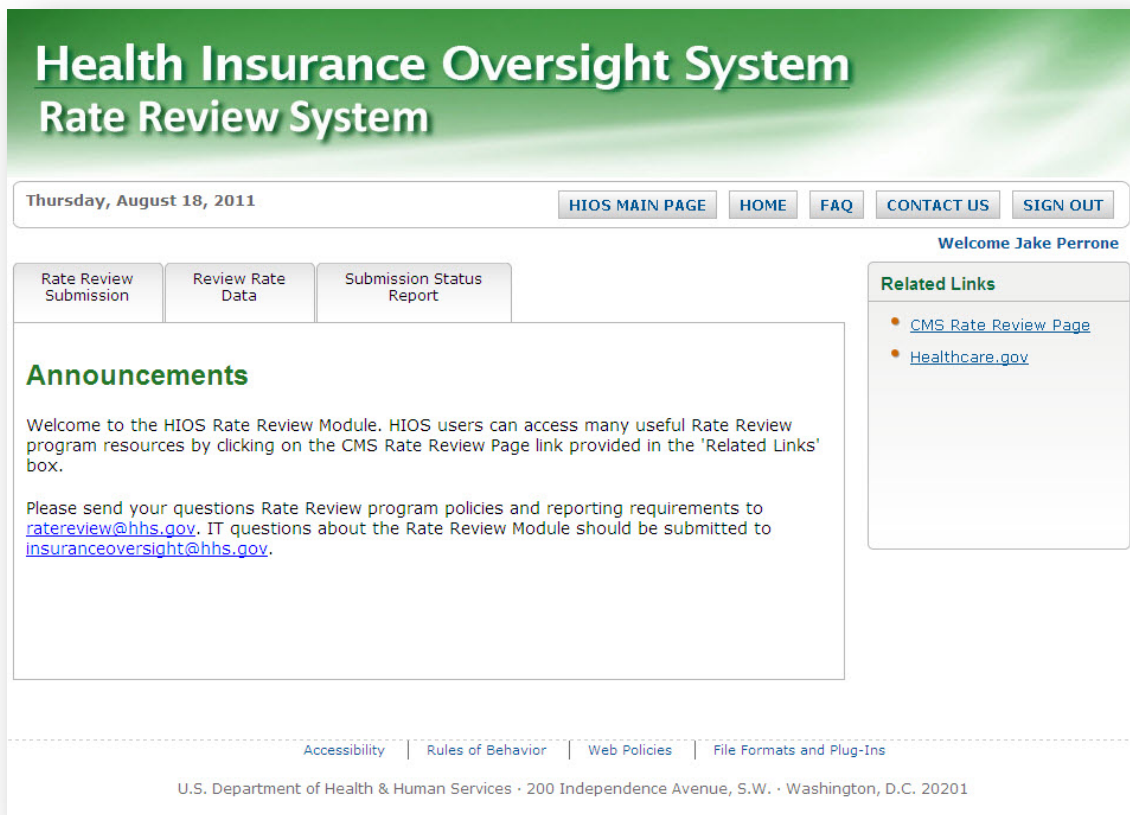 Health Insurance Oversight System
Rate Review System
Thursday, August 18, 2011
HIOS MAIN PAGE
HOME
FAQ
CONTACT US
SIGN OUT
Welcome Jake Perrone
Rate Review
Submission
Review Rate
Data
Submission Status
Report
Announcements
Welcome to the HIOS Rate Review Module. HIOS users can access many useful Rate Review
program resources by clicking on the CMS Rate Review Page link provided in the 'Related Links'
box.
Please send your questions Rate Review program policies and reporting requirements to
ratereview@hhs.gov. IT questions about the Rate Review Module should be submitted to
insuranceoversight@hhs.gov.
Related Links
CMS Rate Review Page
Healthcare.gov
Accessibility | Rules of Behavior | Web Policies | File Formats and Plug-Ins
U.S. Department of Health & Human Services · 200 Independence Avenue, S.W. · Washington, D.C. 20201